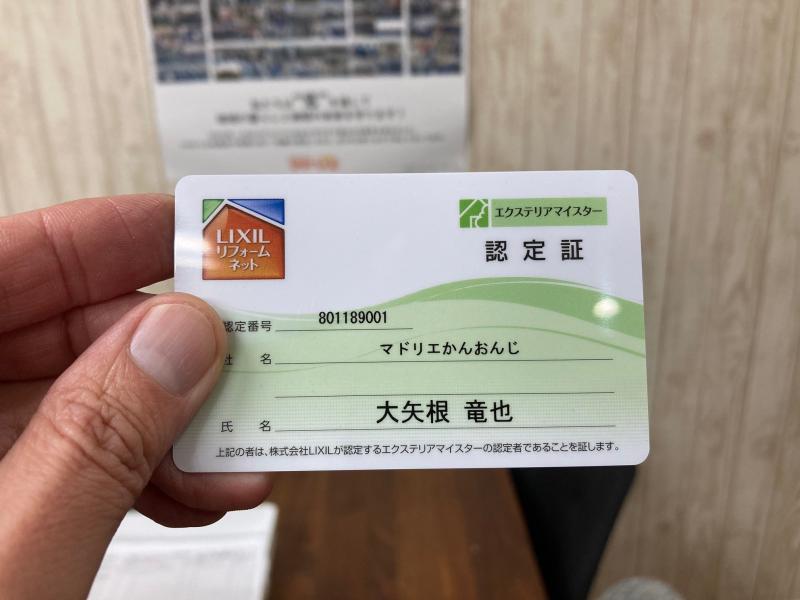 LIXIL
リフォーム
ネット
エクステリアマイスター
認定証
認定番号 801189001
社 名 マドリエかんおんじ
氏 名 大矢根 竜也
上記の者は、株式会社LIXILが認定するエクステリアマイスターの認定者であることを証します。